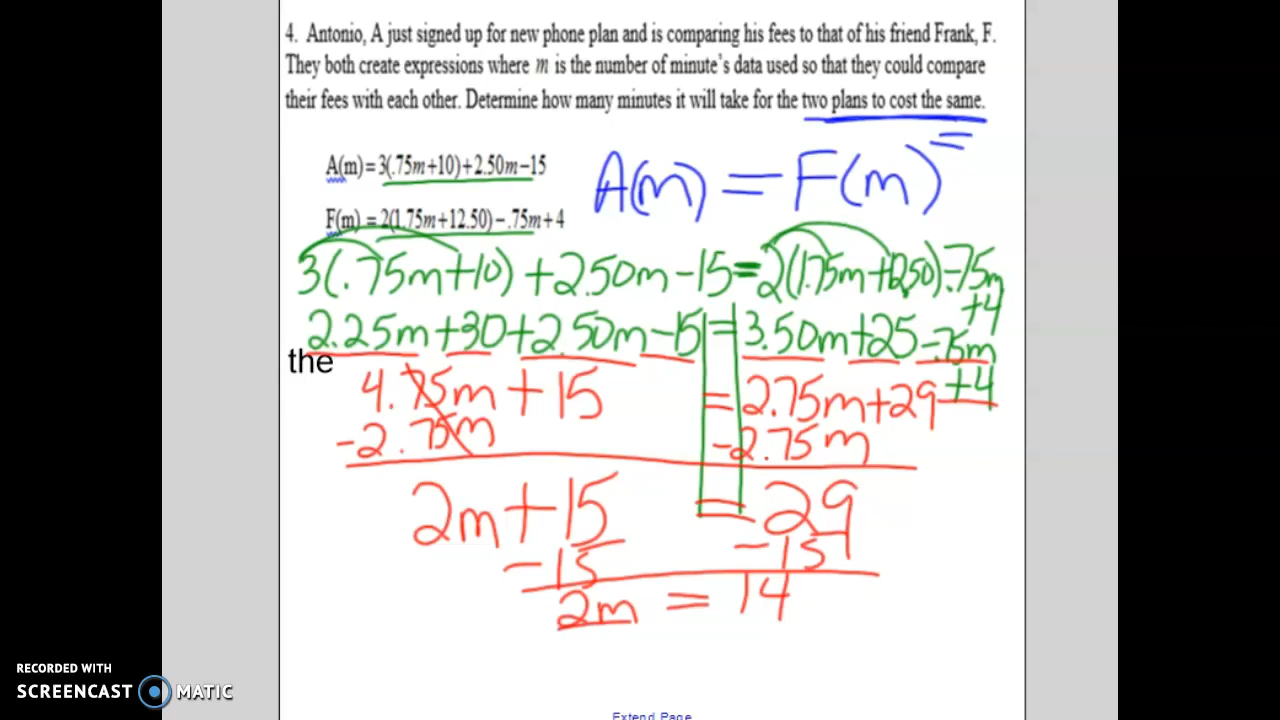 4. Antonio, A just signed up for new phone plan and is comparing his fees to that of his friend Frank, F.
They both create expressions where m is the number of minute's data used so that they could compare
their fees with each other. Determine how many minutes it will take for the two plans to cost the same.
=
A(m) = 3(.75m+10)+2.50m−15
A(m) = F(m)
F(m) = 2(1.75m+12.50)−.75m+4
3(.75m+10)+2.50m−15=2(1.75m+12.50)-.75m
+4
2.25m+30+2.50m−15=3.50m+25−.75m
+4
the
4.75m+15 = 2.75m+29
-2.75m -2.75m
2m+15 = 29
-15 -15
2m = 14
RECORDED WITH
SCREENCAST MATIC
Extend Page